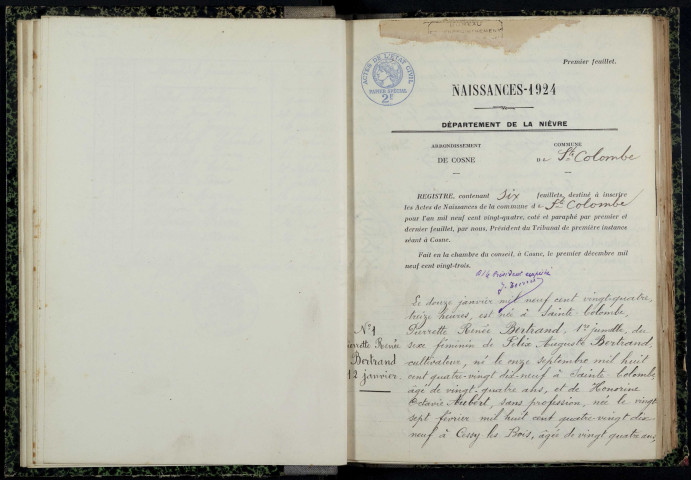 BUREAU
Premier feuillet.
ACTES DE L'ÉTAT CIVIL
PAPIER SPÉCIAL
2F
NAISSANCES-1924
DÉPARTEMENT DE LA NIÈVRE
ARRONDISSEMENT
DE COSNE
COMMUNE
de Ste Colombe
REGISTRE, contenant Six feuillets, destiné à inscrire
les Actes de Naissances de la commune de Ste Colombe
pour l'an mil neuf cent vingt-quatre, coté et paraphé par premier et
dernier feuillet, par nous, Président du Tribunal de première instance
séant à Cosne.
Fait en la chambre du conseil, à Cosne, le premier décembre mil
neuf cent vingt-trois.
Le Président
N° 1
Pierrette Renée
Bertrand
12 janvier
Le douze janvier mil neuf cent vingt-quatre,
treize heures, est née à Sainte Colombe,
Pierrette Renée Bertrand, 1re jumelle, du
sexe féminin de Félix Auguste Bertrand,
cultivateur, né le onze septembre mil huit
cent quatre-vingt dix-neuf à Sainte Colombe
âgé de vingt-quatre ans, et de Honorine
Octavie Aubert, sans profession, née le vingt
sept février mil huit cent quatre vingt dix
neuf à Cessy les Bois, âgée de vingt quatre ans,